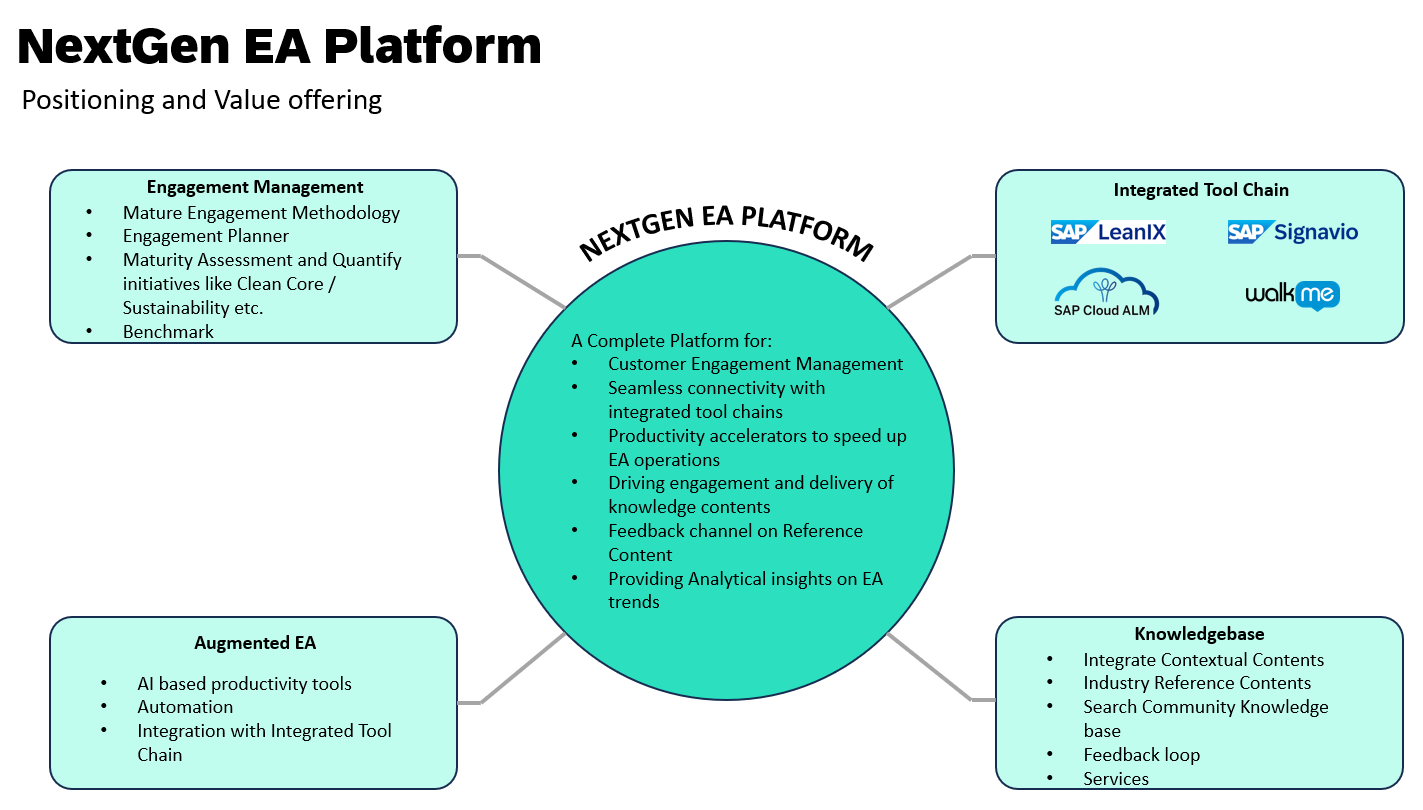 NextGen EA Platform
Positioning and Value offering
Engagement Management
• Mature Engagement Methodology
• Engagement Planner
• Maturity Assessment and Quantify
initiatives like Clean Core /
Sustainability etc.
• Benchmark
NEXTGEN EA PLATFORM
A Complete Platform for:
• Customer Engagement Management
• Seamless connectivity with
integrated tool chains
• Productivity accelerators to speed up
EA operations
• Driving engagement and delivery of
knowledge contents
• Feedback channel on Reference
Content
• Providing Analytical insights on EA
trends
Integrated Tool Chain
SAP LeanIX
SAP Signavio
SAP Cloud ALM
walkme
Augmented EA
• AI based productivity tools
• Automation
• Integration with Integrated Tool
Chain
Knowledgebase
• Integrate Contextual Contents
• Industry Reference Contents
• Search Community Knowledge
base
• Feedback loop
• Services